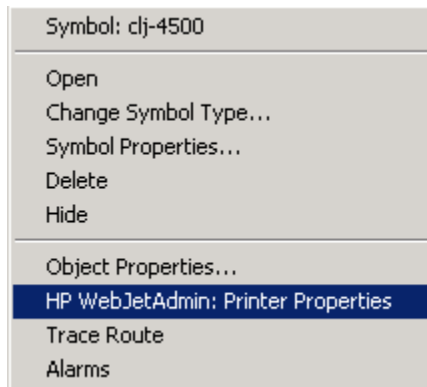 Symbol: clj-4500
Open
Change Symbol Type...
Symbol Properties...
Delete
Hide
Object Properties...
HP WebJetAdmin: Printer Properties
Trace Route
Alarms